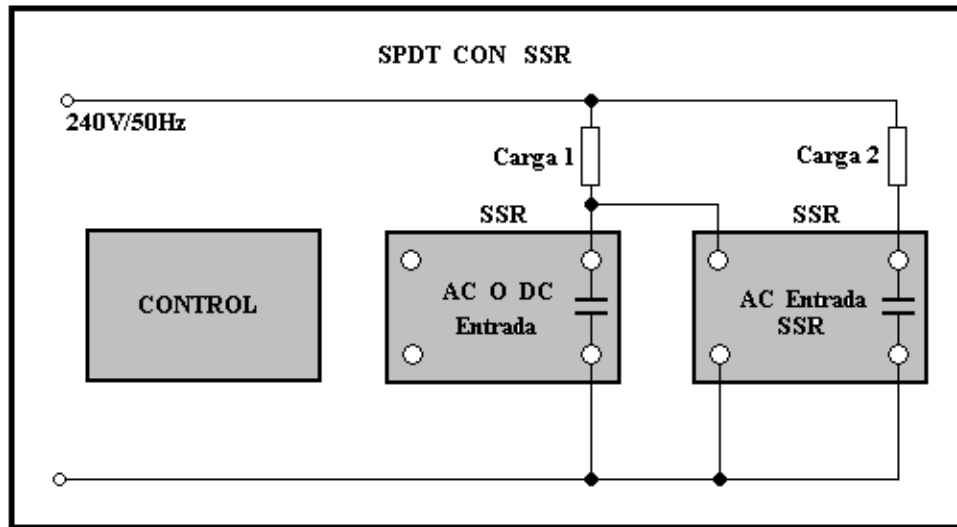 SPDT CON SSR
240V/50Hz
Carga 1
Carga 2
SSR
SSR
CONTROL
AC O DC
Entrada
AC Entrada
SSR